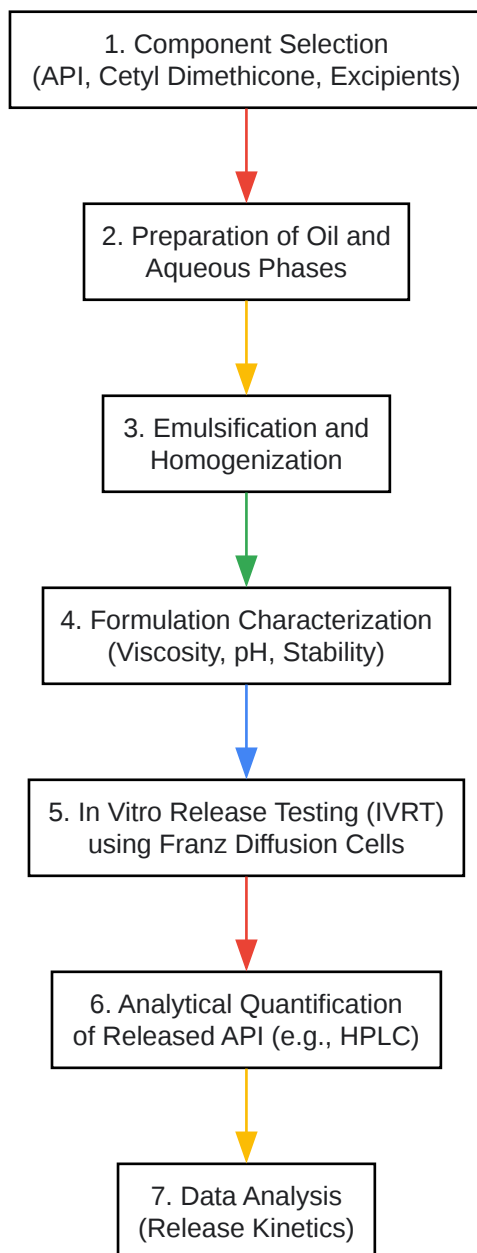 1. Component Selection
(API, Cetyl Dimethicone, Excipients)
2. Preparation of Oil and
Aqueous Phases
3. Emulsification and
Homogenization
4. Formulation Characterization
(Viscosity, pH, Stability)
5. In Vitro Release Testing (IVRT)
using Franz Diffusion Cells
6. Analytical Quantification
of Released API (e.g., HPLC)
7. Data Analysis
(Release Kinetics)